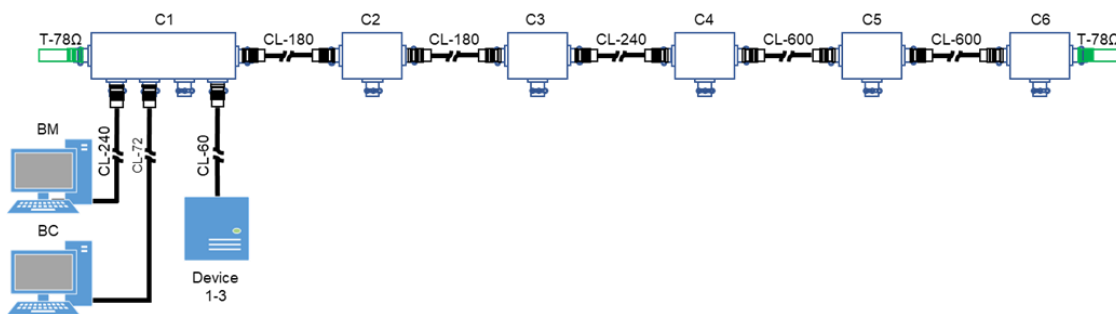 C1 C2 C3 C4 C5 C6
T-78Ω CL-180 CL-180 CL-240 CL-600 CL-600 T-78Ω
BM CL-240 CL-72 CL-60
BC
Device
1-3